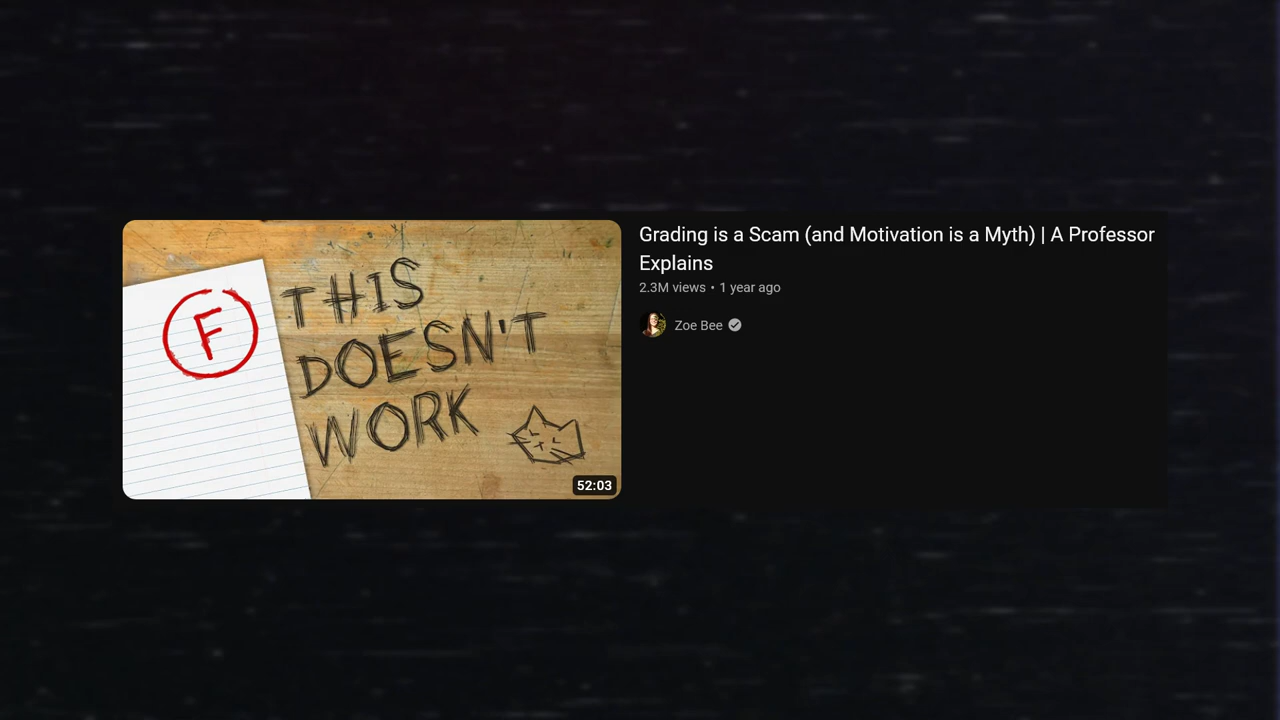 F
THIS
DOESN'T
WORK
52:03
Grading is a Scam (and Motivation is a Myth) | A Professor
Explains
2.3M views • 1 year ago
Zoe Bee